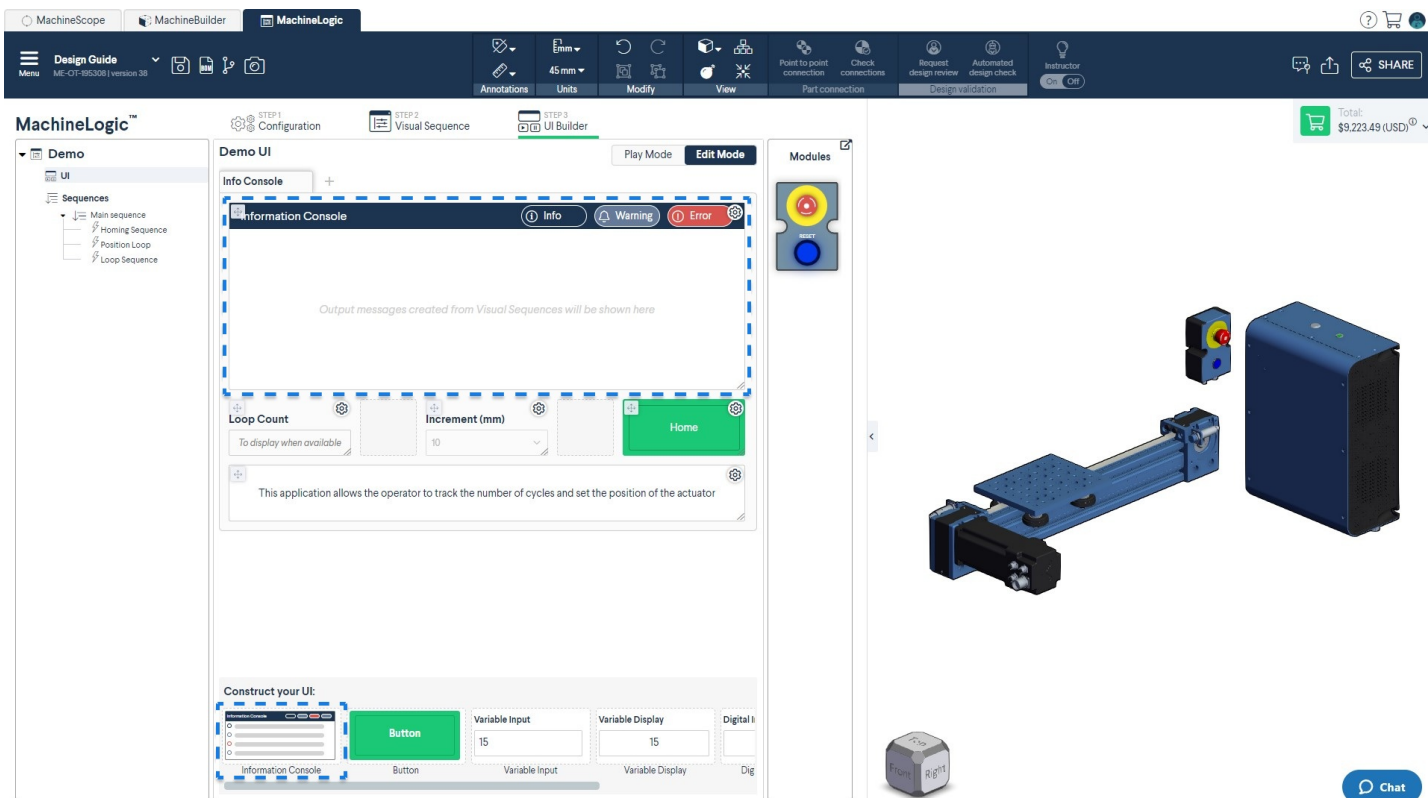 MachineScope
MachineBuilder
MachineLogic
Menu
Design Guide
ME-OT-195308 | version 38
BOM
mm
45 mm
Annotations
Units
Modify
View
Point to point connection
Check connections
Part connection
Request design review
Automated design check
Design validation
Instructor
On Off
SHARE
MachineLogic™
STEP 1
Configuration
STEP 2
Visual Sequence
STEP 3
UI Builder
Total:
$9,223.49 (USD)
Demo
UI
Sequences
Main sequence
Homing Sequence
Position Loop
Loop Sequence
Demo UI
Play Mode
Edit Mode
Info Console
Information Console
Info
Warning
Error
Output messages created from Visual Sequences will be shown here
Loop Count
To display when available
Increment (mm)
10
Home
This application allows the operator to track the number of cycles and set the position of the actuator
Modules
RESET
Construct your UI:
Information Console
Information Console
Button
Button
Variable Input
15
Variable Input
Variable Display
15
Variable Display
Digital I
Dig
Top
Front
Right
Chat